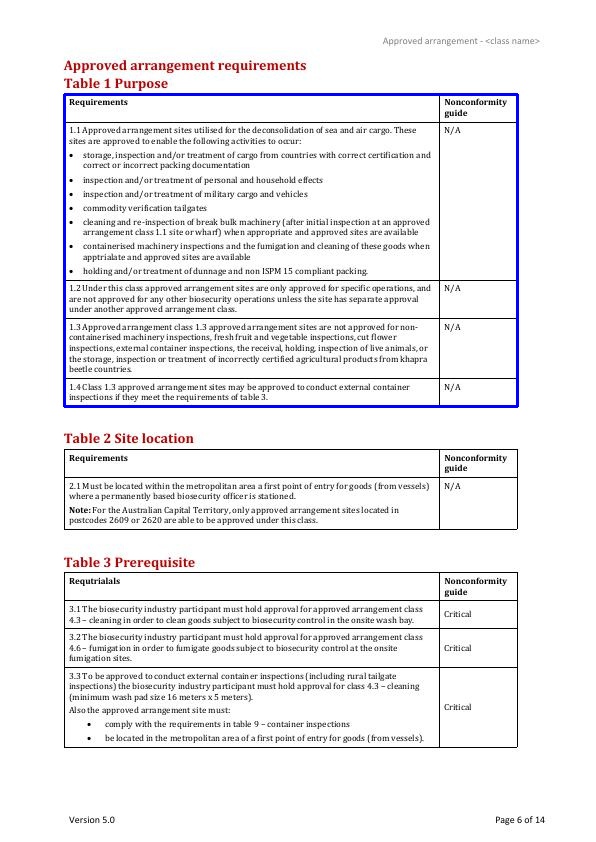 Approved arrangement - <class name>
Approved arrangement requirements
Table 1 Purpose
Requirements
Nonconformity
guide
1.1 Approved arrangement sites utilised for the deconsolidation of sea and air cargo. These
sites are approved to enable the following activities to occur:
N/A
• storage, inspection and/or treatment of cargo from countries with correct certification and
correct or incorrect packing documentation
• inspection and/or treatment of personal and household effects
• inspection and/or treatment of military cargo and vehicles
• commodity verification tailgates
• cleaning and re-inspection of break bulk machinery (after initial inspection at an approved
arrangement class 1.1 site or wharf) when appropriate and approved sites are available
• containerised machinery inspections and the fumigation and cleaning of these goods when
apptrialate and approved sites are available
• holding and/or treatment of dunnage and non ISPM 15 compliant packing.
1.2 Under this class approved arrangement sites are only approved for specific operations, and
are not approved for any other biosecurity operations unless the site has separate approval
under another approved arrangement class.
N/A
1.3 Approved arrangement class 1.3 approved arrangement sites are not approved for non-
containerised machinery inspections, fresh fruit and vegetable inspections, cut flower
inspections, external container inspections, the receival, holding, inspection of live animals, or
the storage, inspection or treatment of incorrectly certified agricultural products from khapra
beetle countries.
N/A
1.4 Class 1.3 approved arrangement sites may be approved to conduct external container
inspections if they meet the requirements of table 3.
N/A
Table 2 Site location
Requirements
Nonconformity
guide
2.1 Must be located within the metropolitan area a first point of entry for goods (from vessels)
where a permanently based biosecurity officer is stationed.
Note: For the Australian Capital Territory, only approved arrangement sites located in
postcodes 2609 or 2620 are able to be approved under this class.
N/A
Table 3 Prerequisite
Requtrialals
Nonconformity
guide
3.1 The biosecurity industry participant must hold approval for approved arrangement class
4.3 – cleaning in order to clean goods subject to biosecurity control in the onsite wash bay.
Critical
3.2 The biosecurity industry participant must hold approval for approved arrangement class
4.6 – fumigation in order to fumigate goods subject to biosecurity control at the onsite
fumigation sites.
Critical
3.3 To be approved to conduct external container inspections (including rural tailgate
inspections) the biosecurity industry participant must hold approval for class 4.3 – cleaning
(minimum wash pad size 16 meters x 5 meters).
Also the approved arrangement site must:
• comply with the requirements in table 9 – container inspections
• be located in the metropolitan area of a first point of entry for goods (from vessels).
Critical
Version 5.0
Page 6 of 14